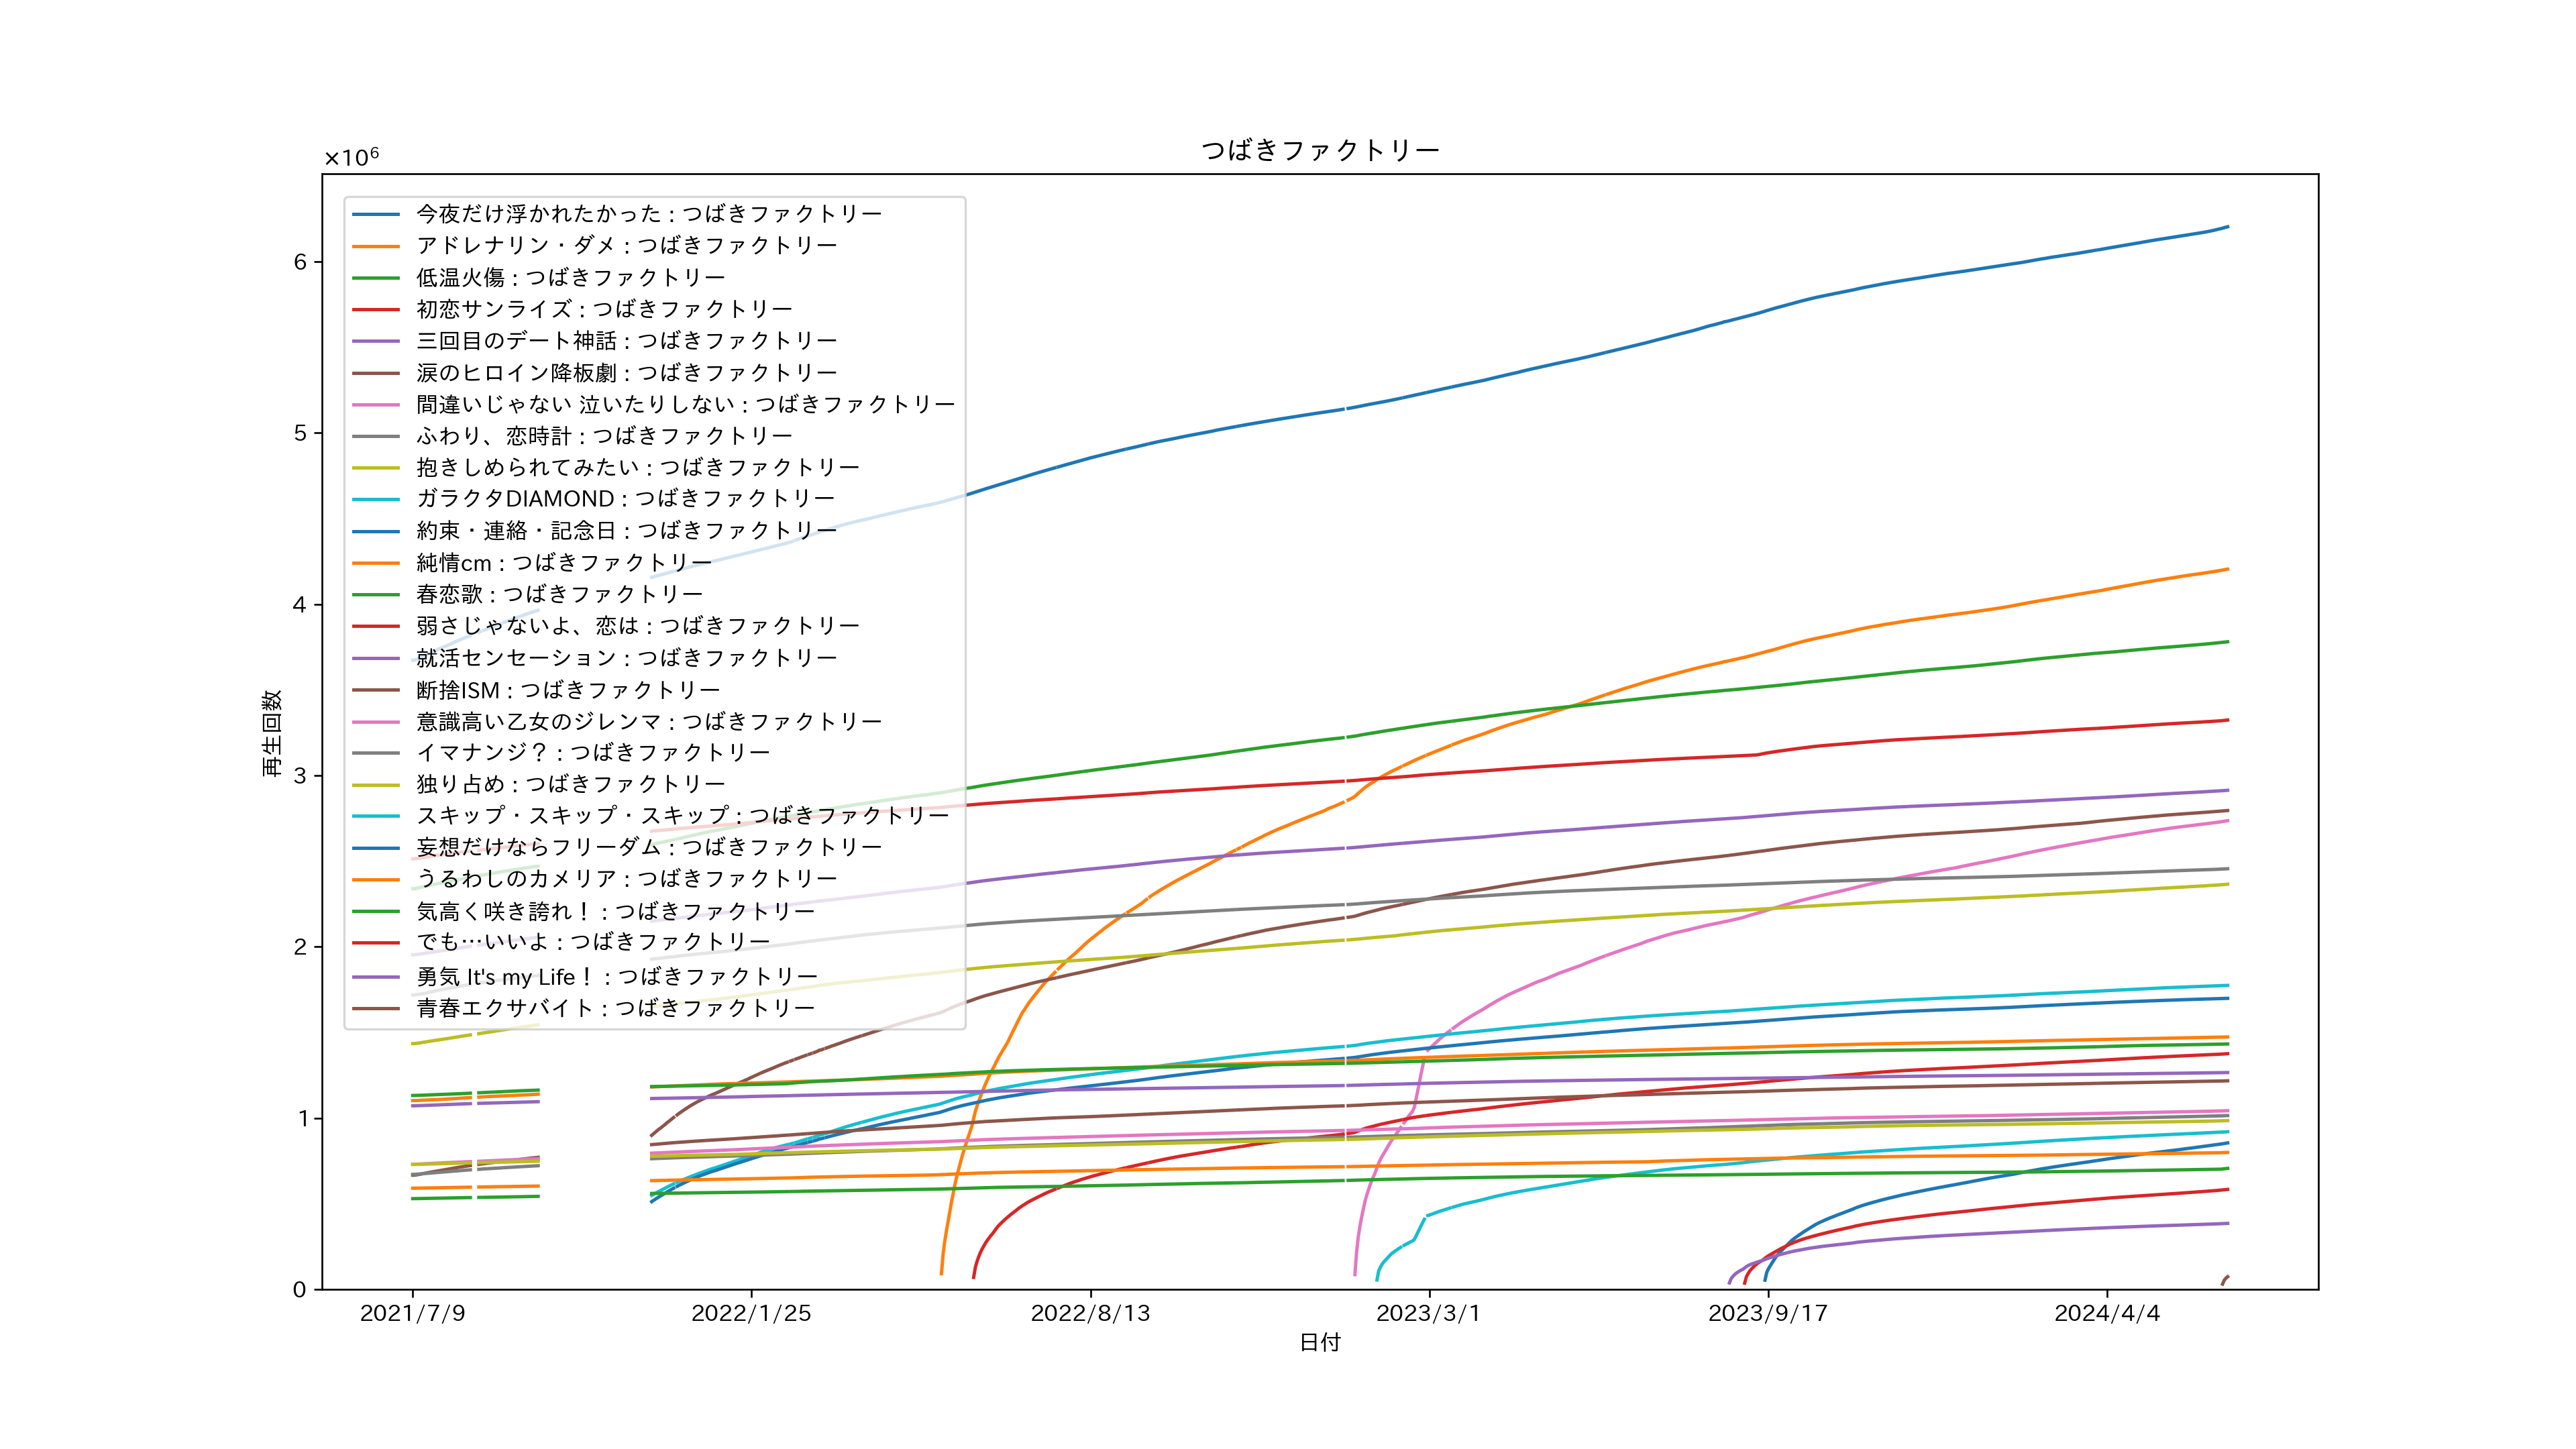 つばきファクトリー
×10⁶
今夜だけ浮かれたかった : つばきファクトリー
アドレナリン・ダメ : つばきファクトリー
低温火傷 : つばきファクトリー
初恋サンライズ : つばきファクトリー
三回目のデート神話 : つばきファクトリー
涙のヒロイン降板劇 : つばきファクトリー
間違いじゃない 泣いたりしない : つばきファクトリー
ふわり、恋時計 : つばきファクトリー
抱きしめられてみたい : つばきファクトリー
ガラクタDIAMOND : つばきファクトリー
約束・連絡・記念日 : つばきファクトリー
純情cm : つばきファクトリー
春恋歌 : つばきファクトリー
弱さじゃないよ、恋は : つばきファクトリー
就活センセーション : つばきファクトリー
断捨ISM : つばきファクトリー
意識高い乙女のジレンマ : つばきファクトリー
イマナンジ？ : つばきファクトリー
独り占め : つばきファクトリー
スキップ・スキップ・スキップ : つばきファクトリー
妄想だけならフリーダム : つばきファクトリー
うるわしのカメリア : つばきファクトリー
気高く咲き誇れ！ : つばきファクトリー
でも…いいよ : つばきファクトリー
勇気 It's my Life！ : つばきファクトリー
青春エクサバイト : つばきファクトリー
6
5
4
3
2
1
0
再生回数
2021/7/9 2022/1/25 2022/8/13 2023/3/1 2023/9/17 2024/4/4
日付